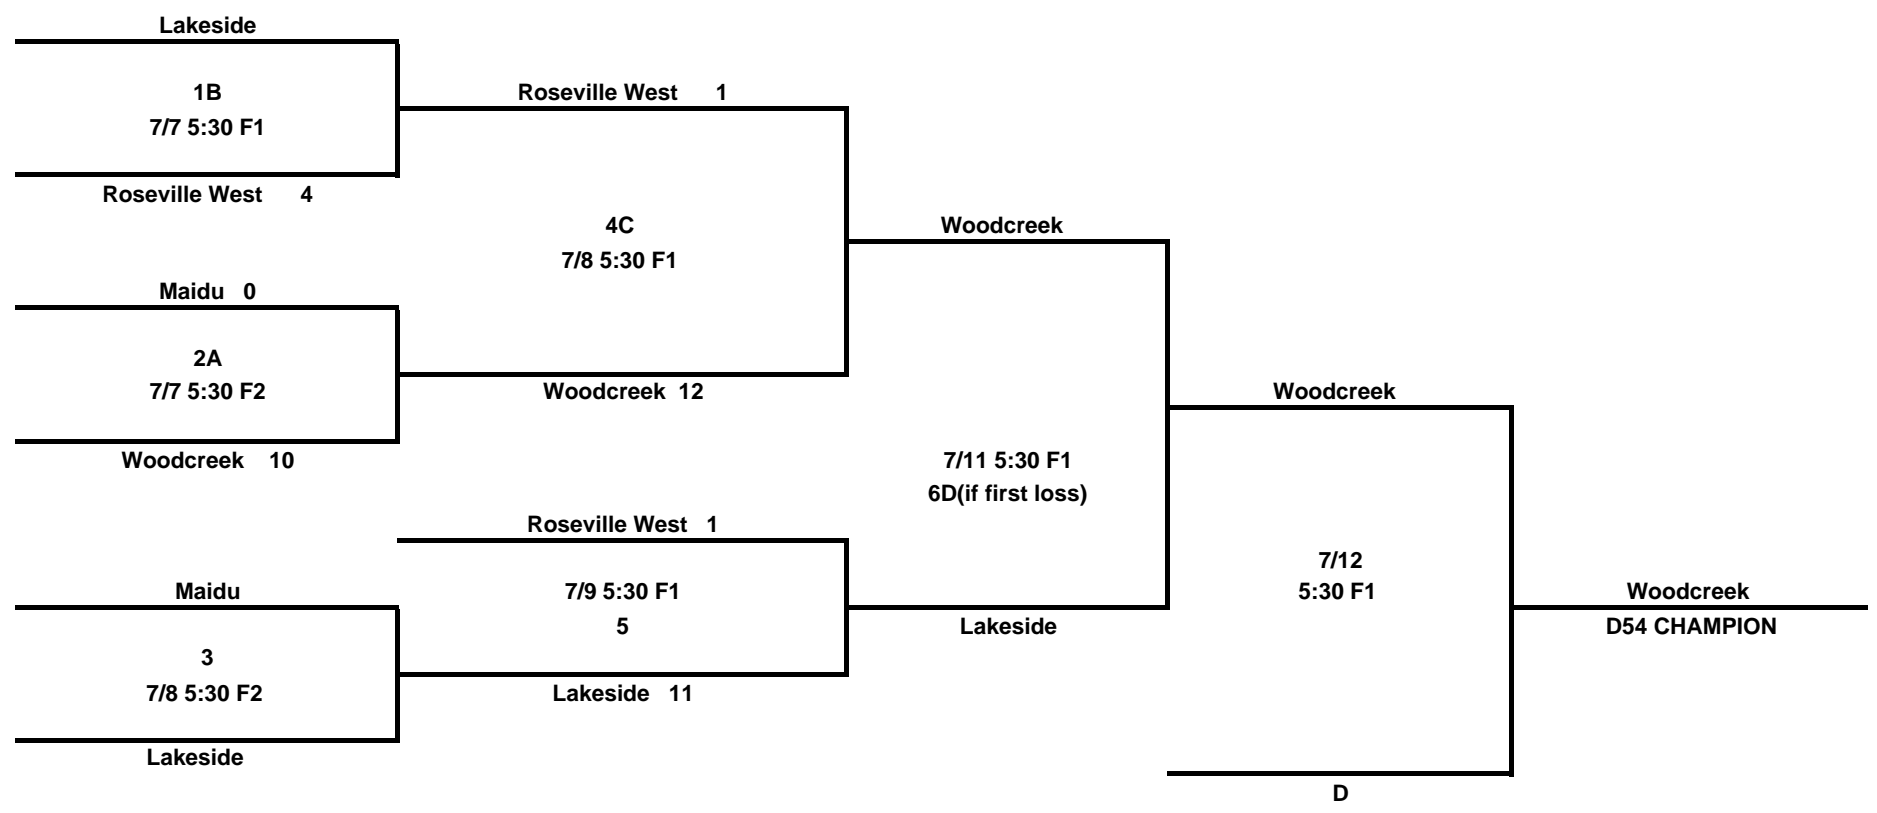 Lakeside
1B
7/7 5:30 F1
Roseville West 4
Maidu 0
2A
7/7 5:30 F2
Woodcreek 10
Maidu
3
7/8 5:30 F2
Lakeside
Roseville West 1
4C
7/8 5:30 F1
Woodcreek 12
Roseville West 1
7/9 5:30 F1
5
Lakeside 11
Woodcreek
7/11 5:30 F1
6D(if first loss)
Lakeside
Woodcreek
7/12
5:30 F1
D
Woodcreek
D54 CHAMPION